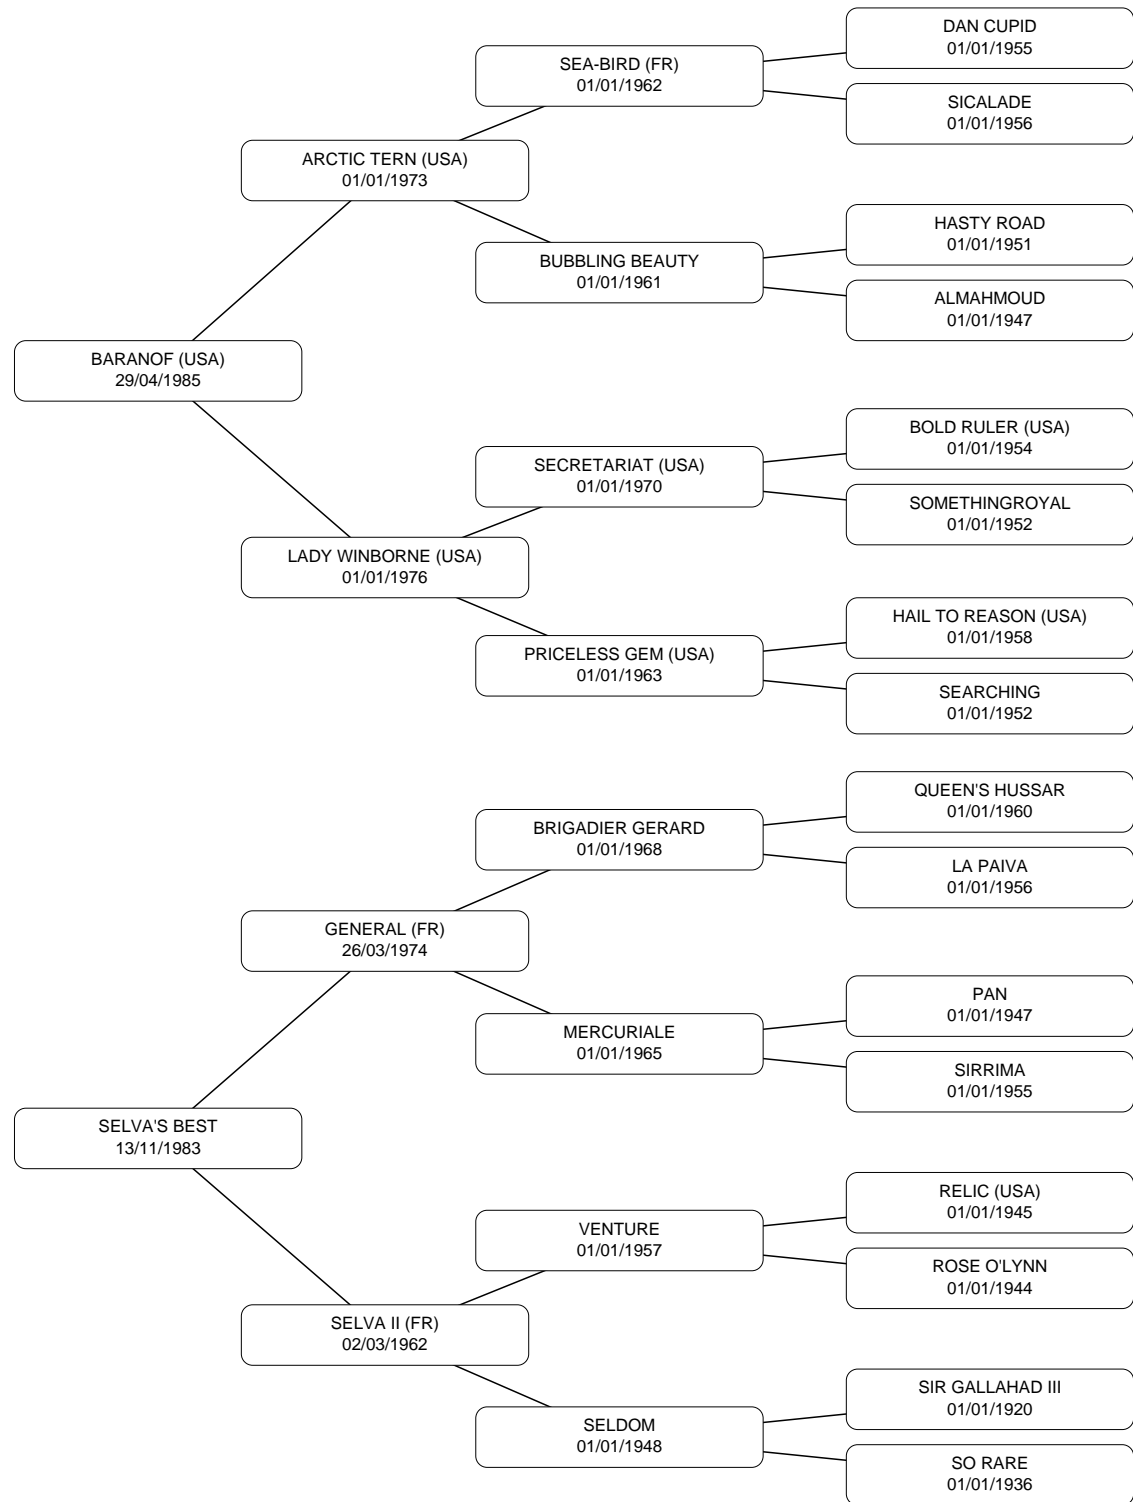 DAN CUPID
01/01/1955
SEA-BIRD (FR)
01/01/1962
SICALADE
01/01/1956
ARCTIC TERN (USA)
01/01/1973
HASTY ROAD
01/01/1951
BUBBLING BEAUTY
01/01/1961
ALMAHMOUD
01/01/1947
BARANOF (USA)
29/04/1985
BOLD RULER (USA)
01/01/1954
SECRETARIAT (USA)
01/01/1970
SOMETHINGROYAL
01/01/1952
LADY WINBORNE (USA)
01/01/1976
HAIL TO REASON (USA)
01/01/1958
PRICELESS GEM (USA)
01/01/1963
SEARCHING
01/01/1952
QUEEN'S HUSSAR
01/01/1960
BRIGADIER GERARD
01/01/1968
LA PAIVA
01/01/1956
GENERAL (FR)
26/03/1974
PAN
01/01/1947
MERCURIALE
01/01/1965
SIRRIMA
01/01/1955
SELVA'S BEST
13/11/1983
RELIC (USA)
01/01/1945
VENTURE
01/01/1957
ROSE O'LYNN
01/01/1944
SELVA II (FR)
02/03/1962
SIR GALLAHAD III
01/01/1920
SELDOM
01/01/1948
SO RARE
01/01/1936